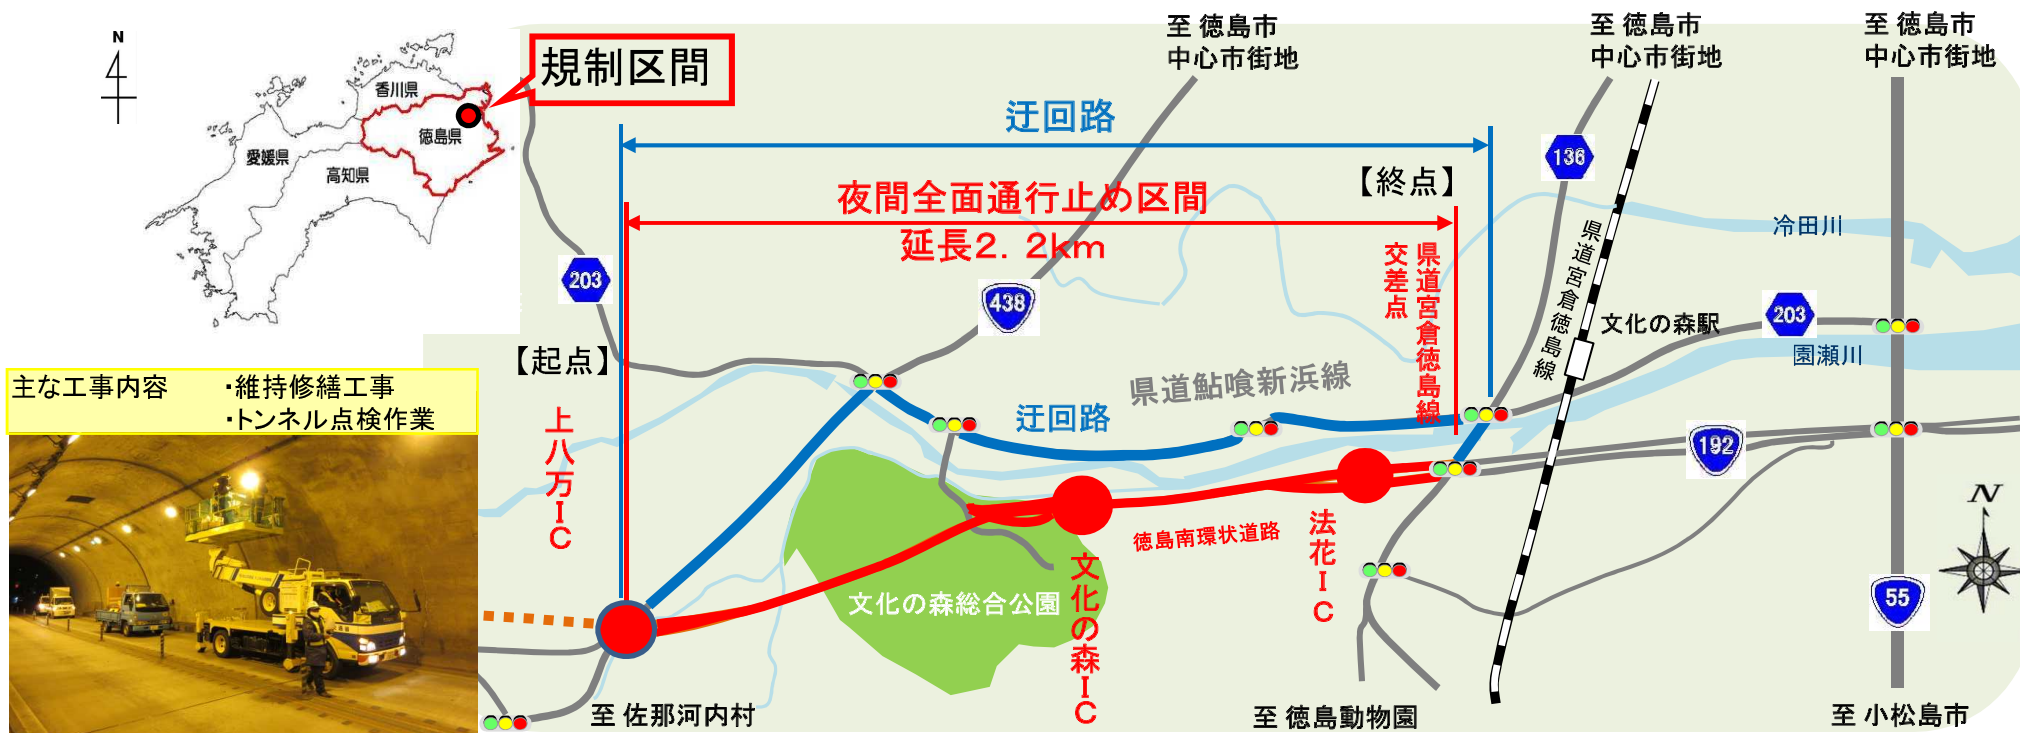 N
規制区間
香川県
徳島県
愛媛県
高知県
至 徳島市
中心市街地
至 徳島市
中心市街地
至 徳島市
中心市街地
迂回路
【終点】
夜間全面通行止め区間
延長2．2km
136
冷田川
県道宮倉徳島線
交差点
県道宮倉徳島線
203
438
203
文化の森駅
園瀬川
【起点】
県道鮎喰新浜線
迂回路
主な工事内容 ・維持修繕工事
・トンネル点検作業
上八万IC
192
N
徳島南環状道路
法花IC
文化の森IC
文化の森総合公園
55
至 佐那河内村
至 徳島動物園
至 小松島市